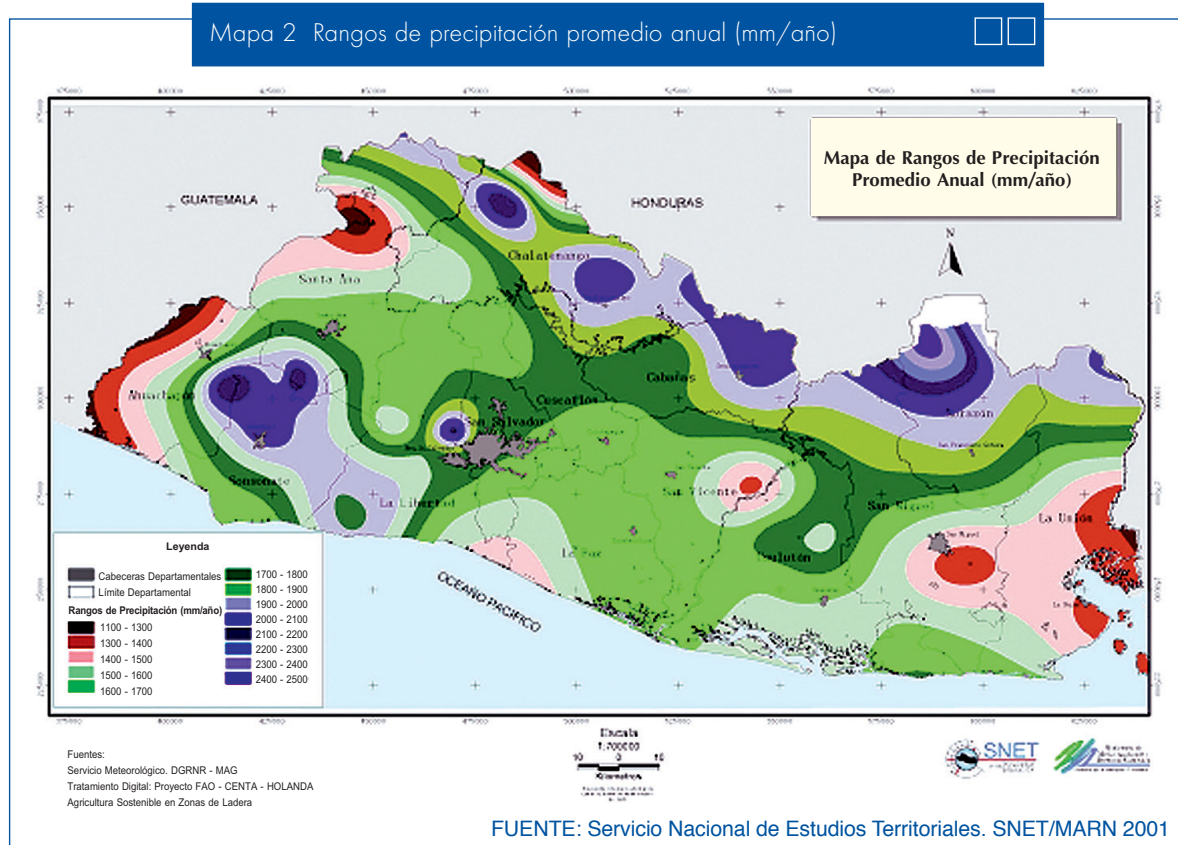 Mapa 2 Rangos de precipitación promedio anual (mm/año)
Mapa de Rangos de Precipitación
Promedio Anual (mm/año)
GUATEMALA
HONDURAS
N
Chalatenango
Santa Ana
Ahuachapán
Cabañas
Cuscatlán
San Salvador
Morazán
Sonsonate
La Libertad
San Vicente
San Miguel
La Unión
La Paz
Usulután
OCEAÑO PACIFICO
Leyenda
Cabeceras Departamentales
Límite Departamental
Rangos de Precipitación (mm/año)
1100 - 1300
1300 - 1400
1400 - 1500
1500 - 1600
1600 - 1700
1700 - 1800
1800 - 1900
1900 - 2000
2000 - 2100
2100 - 2200
2200 - 2300
2300 - 2400
2400 - 2500
Escala
1:700000
10 0 10
Kilometros
Fuentes:
Servicio Meteorológico. DGRNR - MAG
Tratamiento Digital: Proyecto FAO - CENTA - HOLANDA
Agricultura Sostenible en Zonas de Ladera
SNET
FUENTE: Servicio Nacional de Estudios Territoriales. SNET/MARN 2001